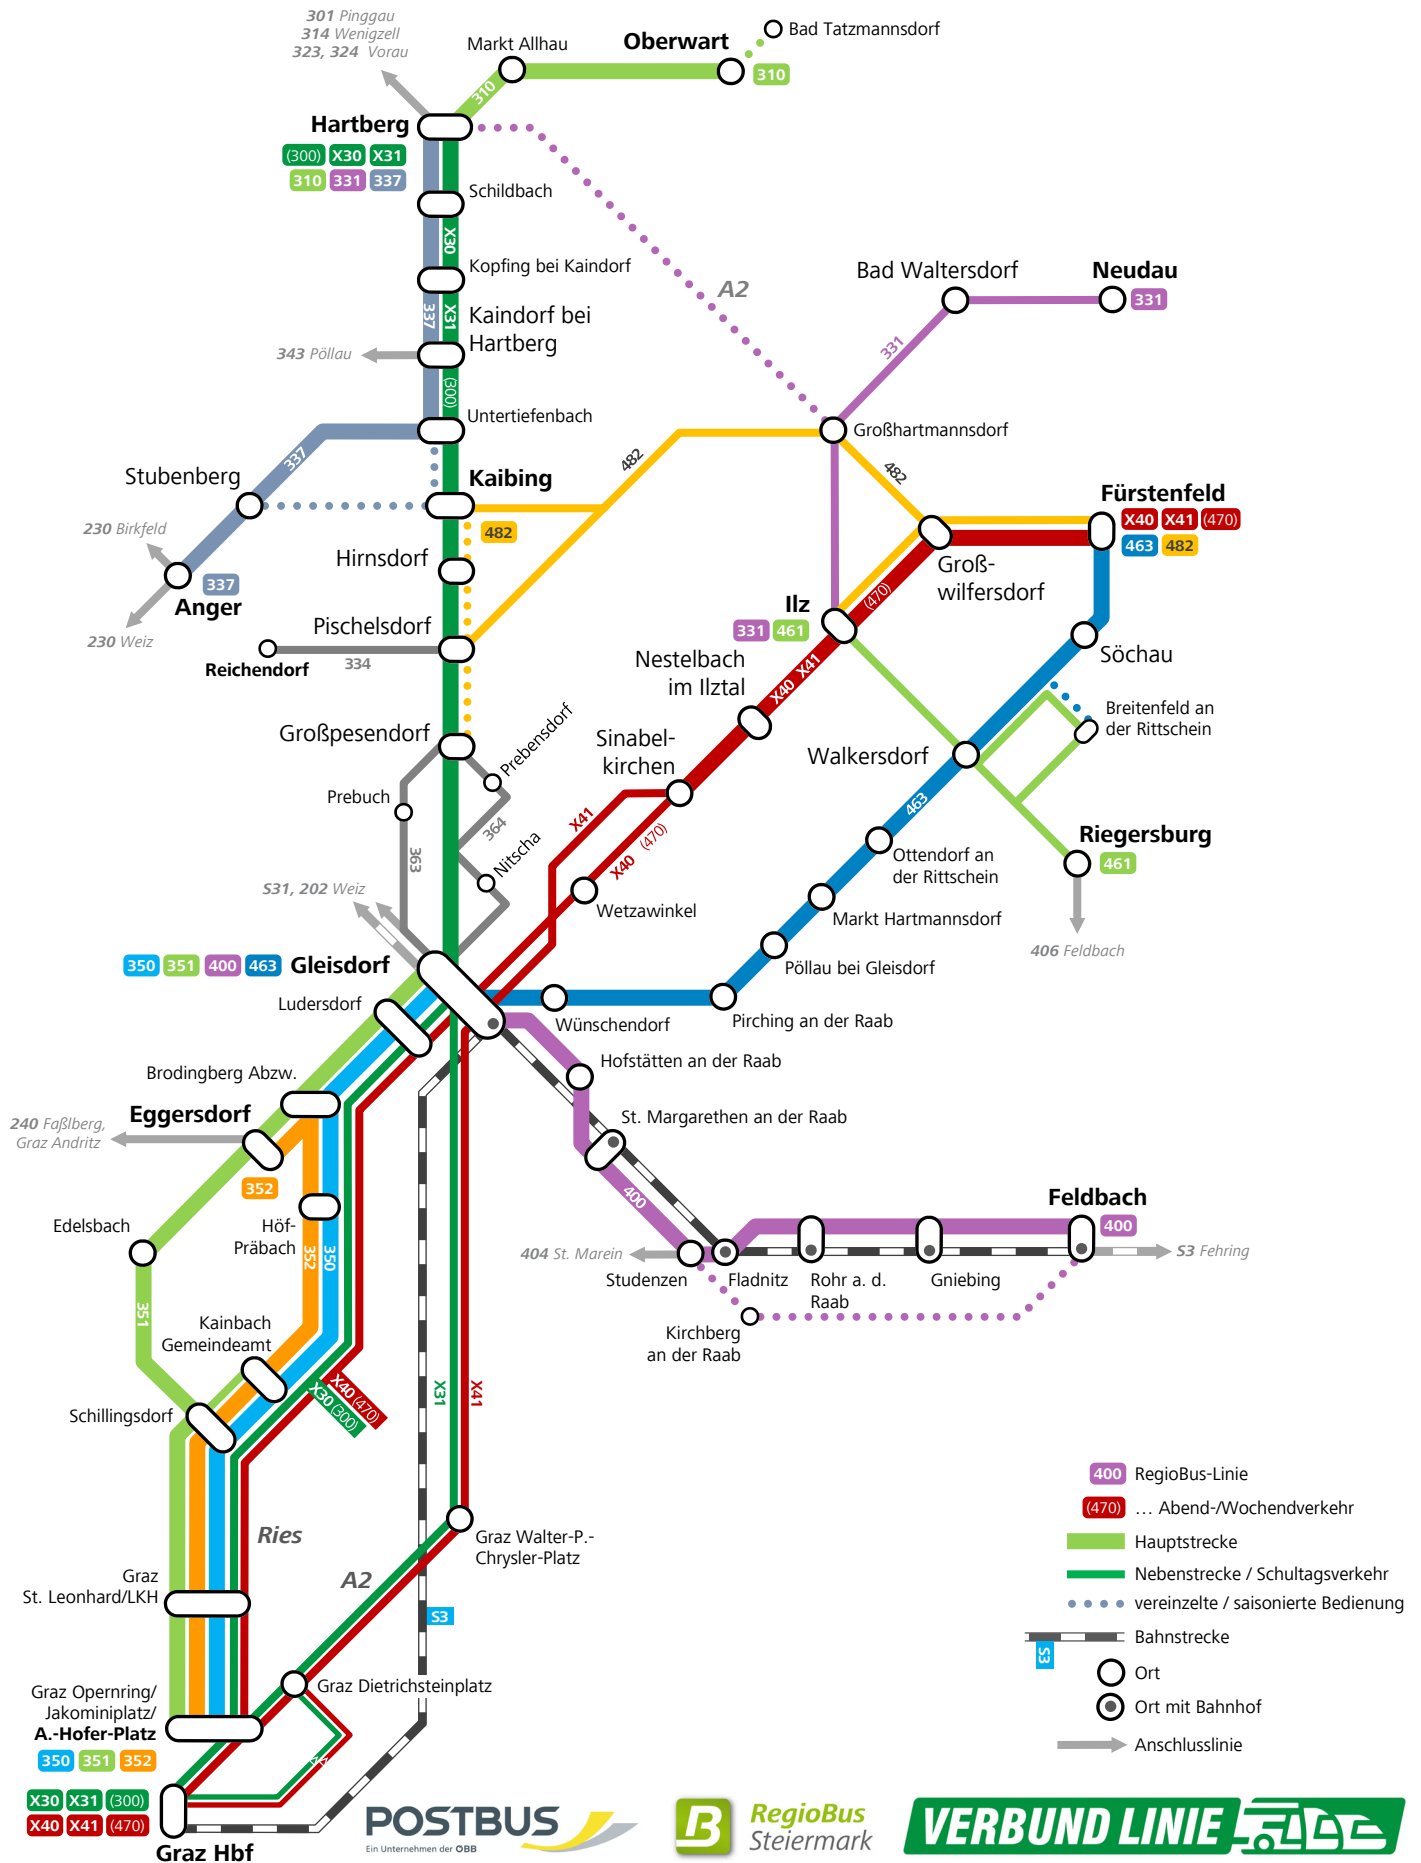 301 Pinggau
314 Wenigzell
323, 324 Vorau
Markt Allhau
Oberwart
Bad Tatzmannsdorf
310
310
Hartberg
(300) X30 X31
310 331 337
Schildbach
X30
Kopfing bei Kaindorf
337
X31
Kaindorf bei
Hartberg
343 Pöllau
(300)
Untertiefenbach
A2
Bad Waltersdorf
Neudau
331
331
Großhartmannsdorf
482
482
337
Stubenberg
Kaibing
482
230 Birkfeld
337
Anger
230 Weiz
Hirnsdorf
Pischelsdorf
334
Reichendorf
Fürstenfeld
X40 X41 (470)
463 482
Groß-
wilfersdorf
(470)
Ilz
331 461
Söchau
Nestelbach
im Ilztal
X40 X41
Breitenfeld an
der Rittschein
Großpesendorf
Prebensdorf
Sinabel-
kirchen
Walkersdorf
Prebuch
363
364
Nitscha
X41
X40 (470)
463
Riegersburg
461
Ottendorf an
der Rittschein
S31, 202 Weiz
Wetzawinkel
Markt Hartmannsdorf
406 Feldbach
350 351 400 463 Gleisdorf
Pöllau bei Gleisdorf
Ludersdorf
Wünschendorf
Pirching an der Raab
Hofstätten an der Raab
Brodingberg Abzw.
Eggersdorf
240 Faßlberg,
Graz Andritz
St. Margarethen an der Raab
352
400
Feldbach
400
Edelsbach
Höf-
Präbach
352
350
404 St. Marein
S3 Fehring
Studenzen
Fladnitz
Rohr a. d.
Raab
Gniebing
351
Kainbach
Gemeindeamt
Kirchberg
an der Raab
X40 (470)
X30 (300)
X31
X41
Schillingsdorf
400 RegioBus-Linie
(470) ... Abend-/Wochendverkehr
Hauptstrecke
Nebenstrecke / Schultagsverkehr
vereinzelte / saisonierte Bedienung
Bahnstrecke
S3
Ort
Ort mit Bahnhof
Anschlusslinie
Ries
Graz Walter-P.-
Chrysler-Platz
A2
Graz
St. Leonhard/LKH
S3
Graz Dietrichsteinplatz
Graz Opernring/
Jakominiplatz/
A.-Hofer-Platz
350 351 352
X30 X31 (300)
X40 X41 (470)
Graz Hbf
POSTBUS
Ein Unternehmen der ÖBB
B
RegioBus
Steiermark
VERBUND LINIE